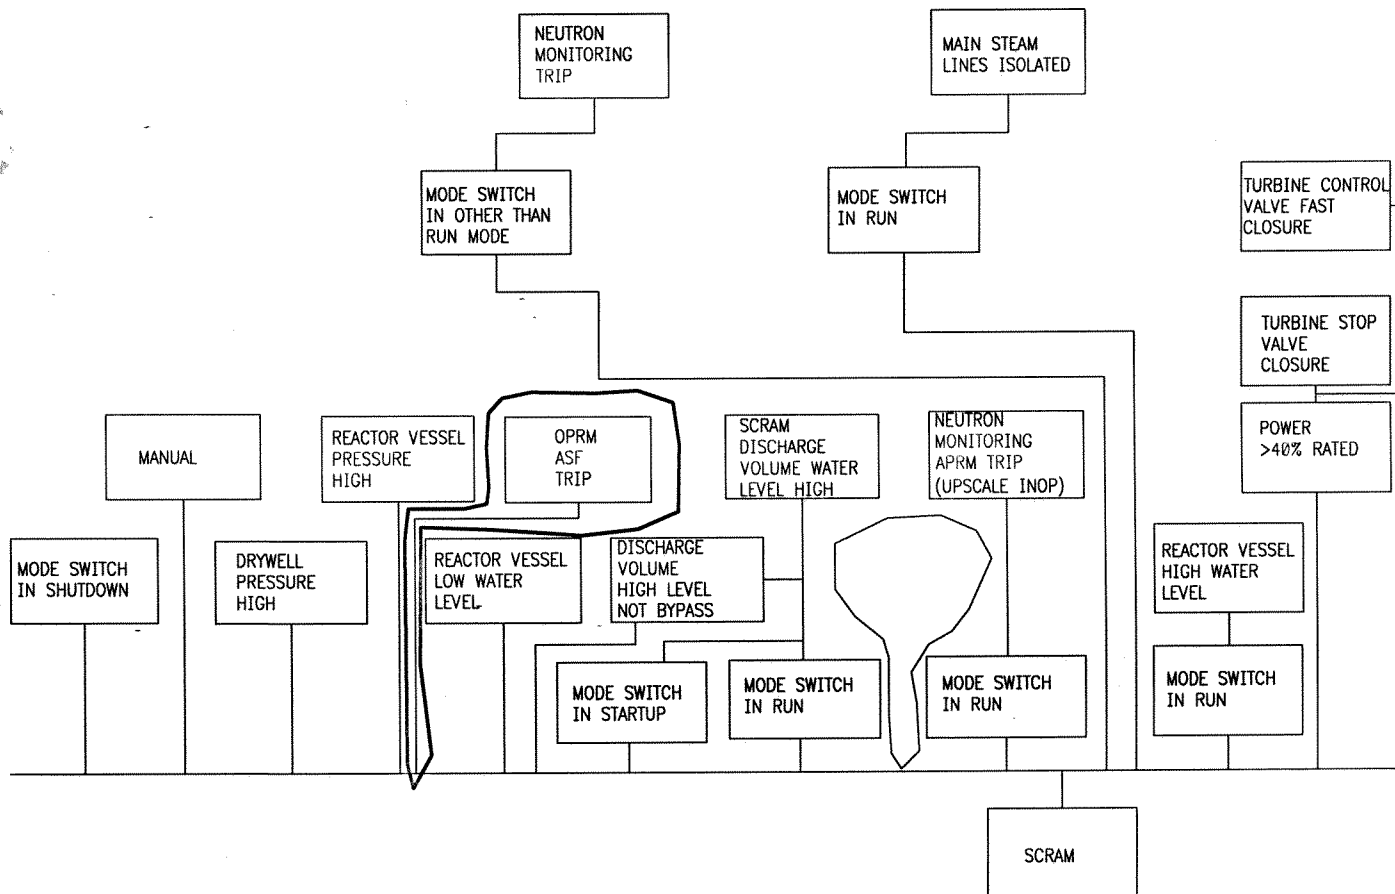 NEUTRON
MONITORING
TRIP
MAIN STEAM
LINES ISOLATED
MODE SWITCH
IN OTHER THAN
RUN MODE
MODE SWITCH
IN RUN
TURBINE CONTROL
VALVE FAST
CLOSURE
TURBINE STOP
VALVE
CLOSURE
MANUAL
REACTOR VESSEL
PRESSURE
HIGH
OPRM
ASF
TRIP
SCRAM
DISCHARGE
VOLUME WATER
LEVEL HIGH
NEUTRON
MONITORING
APRM TRIP
(UPSCALE INOP)
POWER
>40% RATED
MODE SWITCH
IN SHUTDOWN
DRYWELL
PRESSURE
HIGH
REACTOR VESSEL
LOW WATER
LEVEL
DISCHARGE
VOLUME
HIGH LEVEL
NOT BYPASS
REACTOR VESSEL
HIGH WATER
LEVEL
MODE SWITCH
IN STARTUP
MODE SWITCH
IN RUN
MODE SWITCH
IN RUN
MODE SWITCH
IN RUN
SCRAM